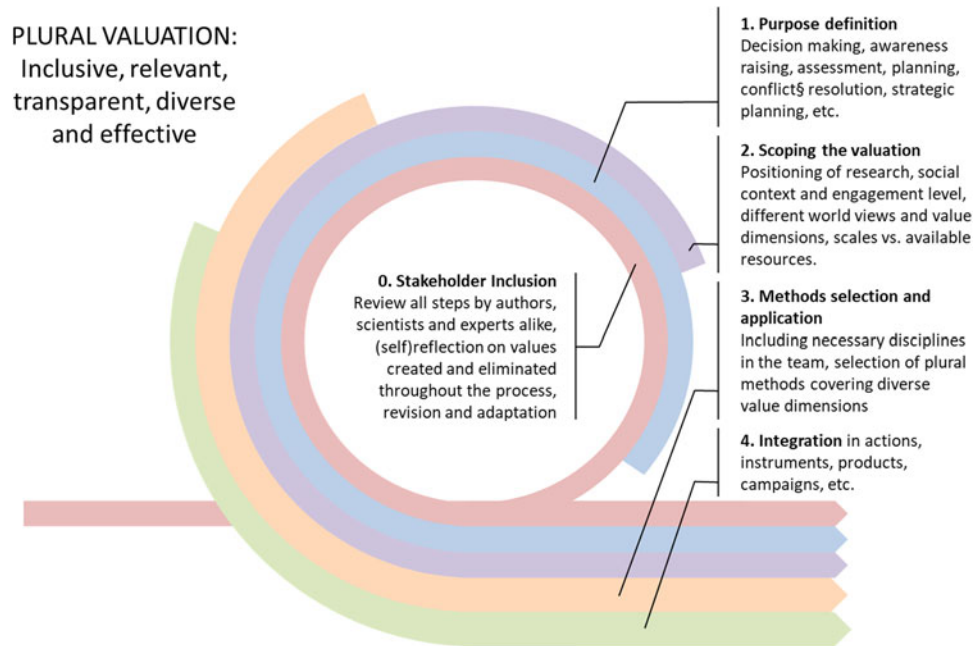 PLURAL VALUATION:
Inclusive, relevant,
transparent, diverse
and effective
1. Purpose definition
Decision making, awareness
raising, assessment, planning,
conflict§ resolution, strategic
planning, etc.
2. Scoping the valuation
Positioning of research, social
context and engagement level,
different world views and value
dimensions, scales vs. available
resources.
0. Stakeholder Inclusion
Review all steps by authors,
scientists and experts alike,
(self)reflection on values
created and eliminated
throughout the process,
revision and adaptation
3. Methods selection and
application
Including necessary disciplines
in the team, selection of plural
methods covering diverse
value dimensions
4. Integration in actions,
instruments, products,
campaigns, etc.